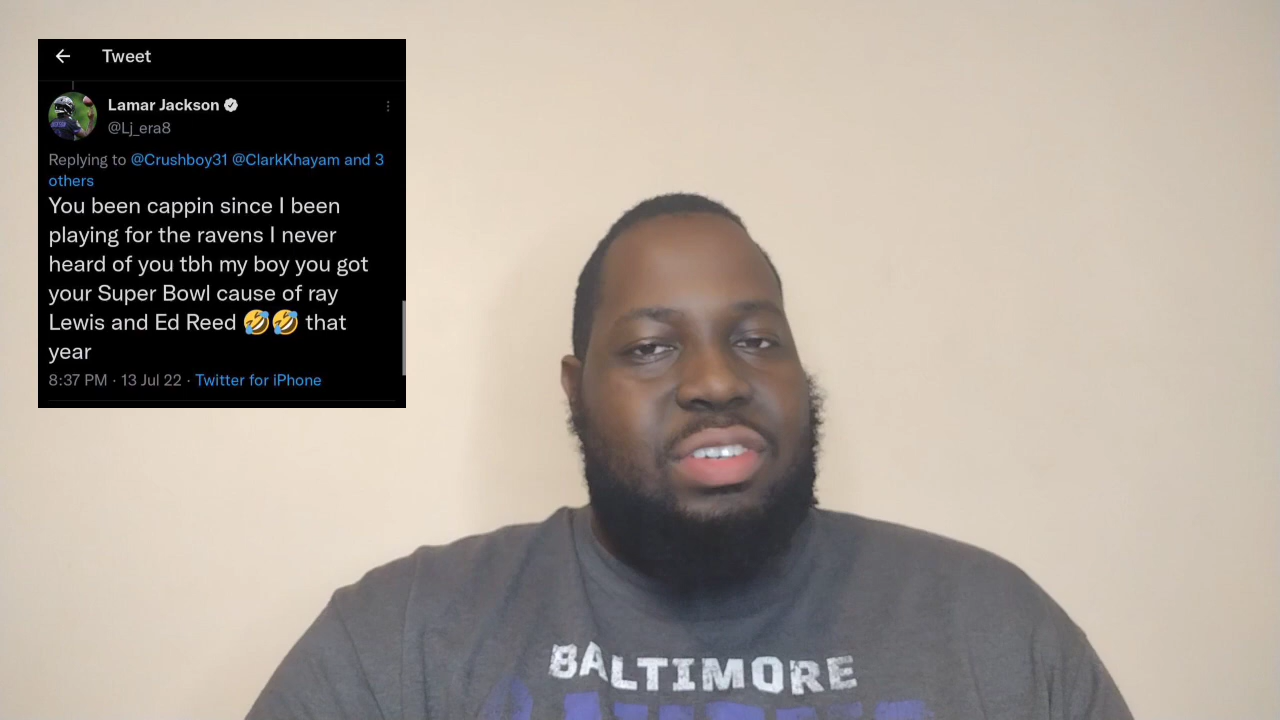 Tweet
Lamar Jackson
@Lj_era8
Replying to @Crushboy31 @ClarkKhayam and 3
others
You been cappin since I been
playing for the ravens I never
heard of you tbh my boy you got
your Super Bowl cause of ray
Lewis and Ed Reed 🤣🤣 that
year
8:37 PM · 13 Jul 22 · Twitter for iPhone
BALTIMORE
RAVENS